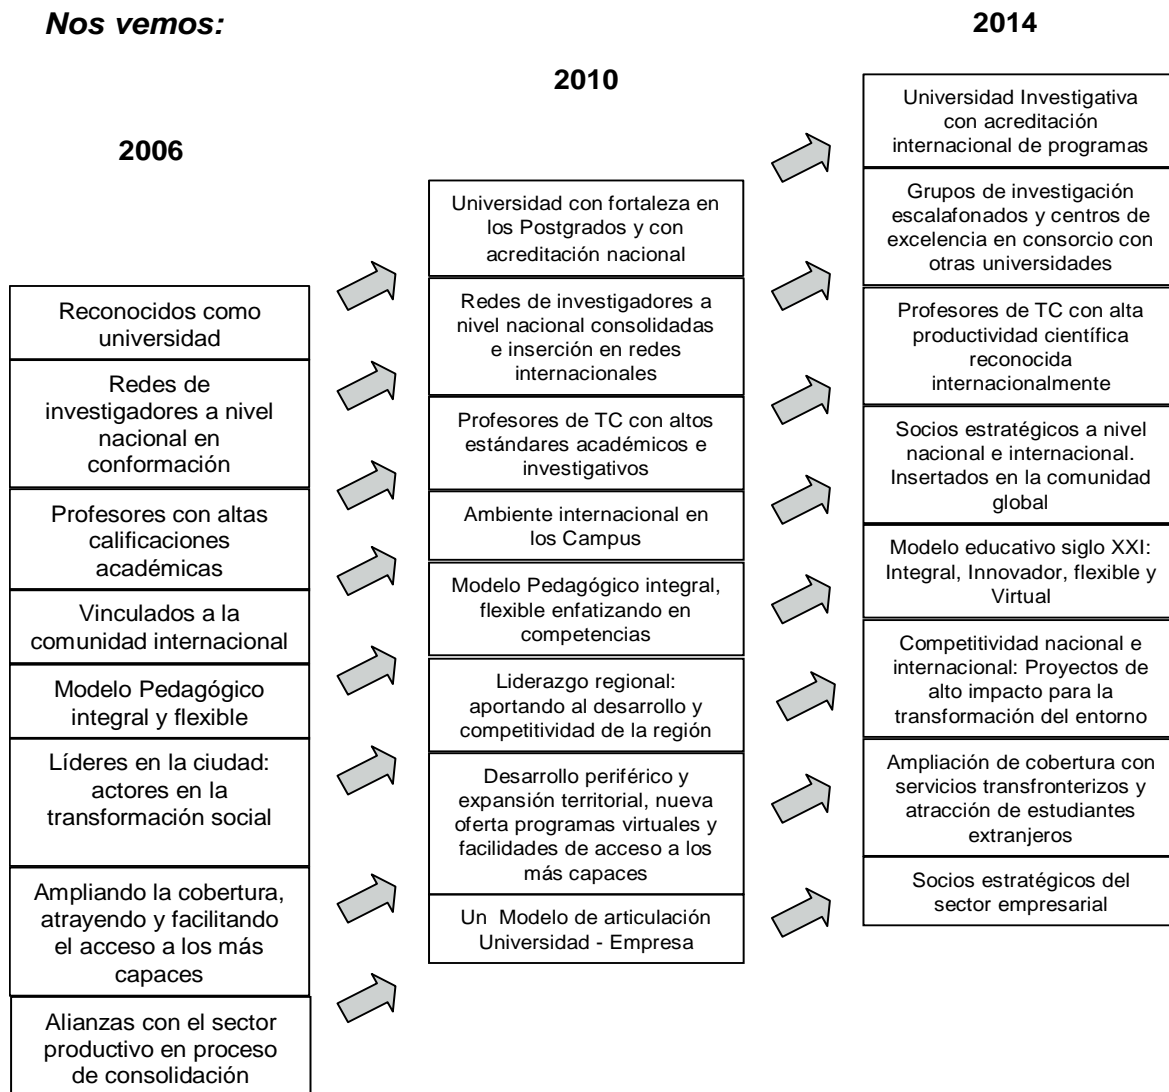 Nos vemos:
2006
Reconocidos como
universidad
Redes de
investigadores a nivel
nacional en
conformación
Profesores con altas
calificaciones
académicas
Vinculados a la
comunidad internacional
Modelo Pedagógico
integral y flexible
Líderes en la ciudad:
actores en la
transformación social
Ampliando la cobertura,
atrayendo y facilitando
el acceso a los más
capaces
Alianzas con el sector
productivo en proceso
de consolidación
2010
Universidad con fortaleza en
los Postgrados y con
acreditación nacional
Redes de investigadores a
nivel nacional consolidadas
e inserción en redes
internacionales
Profesores de TC con altos
estándares académicos e
investigativos
Ambiente internacional en
los Campus
Modelo Pedagógico integral,
flexible enfatizando en
competencias
Liderazgo regional:
aportando al desarrollo y
competitividad de la región
Desarrollo periférico y
expansión territorial, nueva
oferta programas virtuales y
facilidades de acceso a los
más capaces
Un Modelo de articulación
Universidad - Empresa
2014
Universidad Investigativa
con acreditación
internacional de programas
Grupos de investigación
escalafonados y centros de
excelencia en consorcio con
otras universidades
Profesores de TC con alta
productividad científica
reconocida
internacionalmente
Socios estratégicos a nivel
nacional e internacional.
Insertados en la comunidad
global
Modelo educativo siglo XXI:
Integral, Innovador, flexible y
Virtual
Competitividad nacional e
internacional: Proyectos de
alto impacto para la
transformación del entorno
Ampliación de cobertura con
servicios transfronterizos y
atracción de estudiantes
extranjeros
Socios estratégicos del
sector empresarial